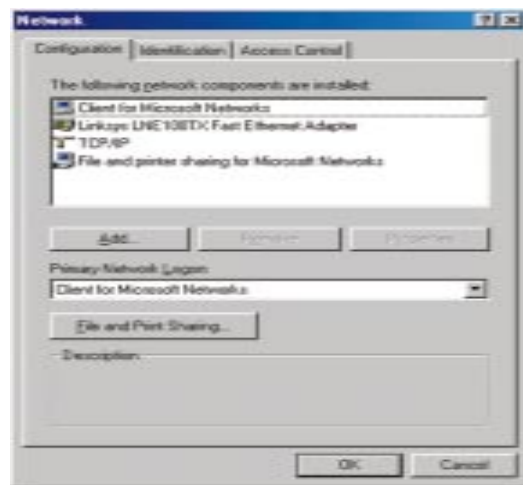 Network
Configuration Identification Access Control
The following network components are installed:
Client for Microsoft Networks
Linksys LNE100TX Fast Ethernet Adapter
TCP/IP
File and printer sharing for Microsoft Networks
Add... Remove Properties
Primary Network Logon:
Client for Microsoft Networks
File and Print Sharing...
Description
OK Cancel